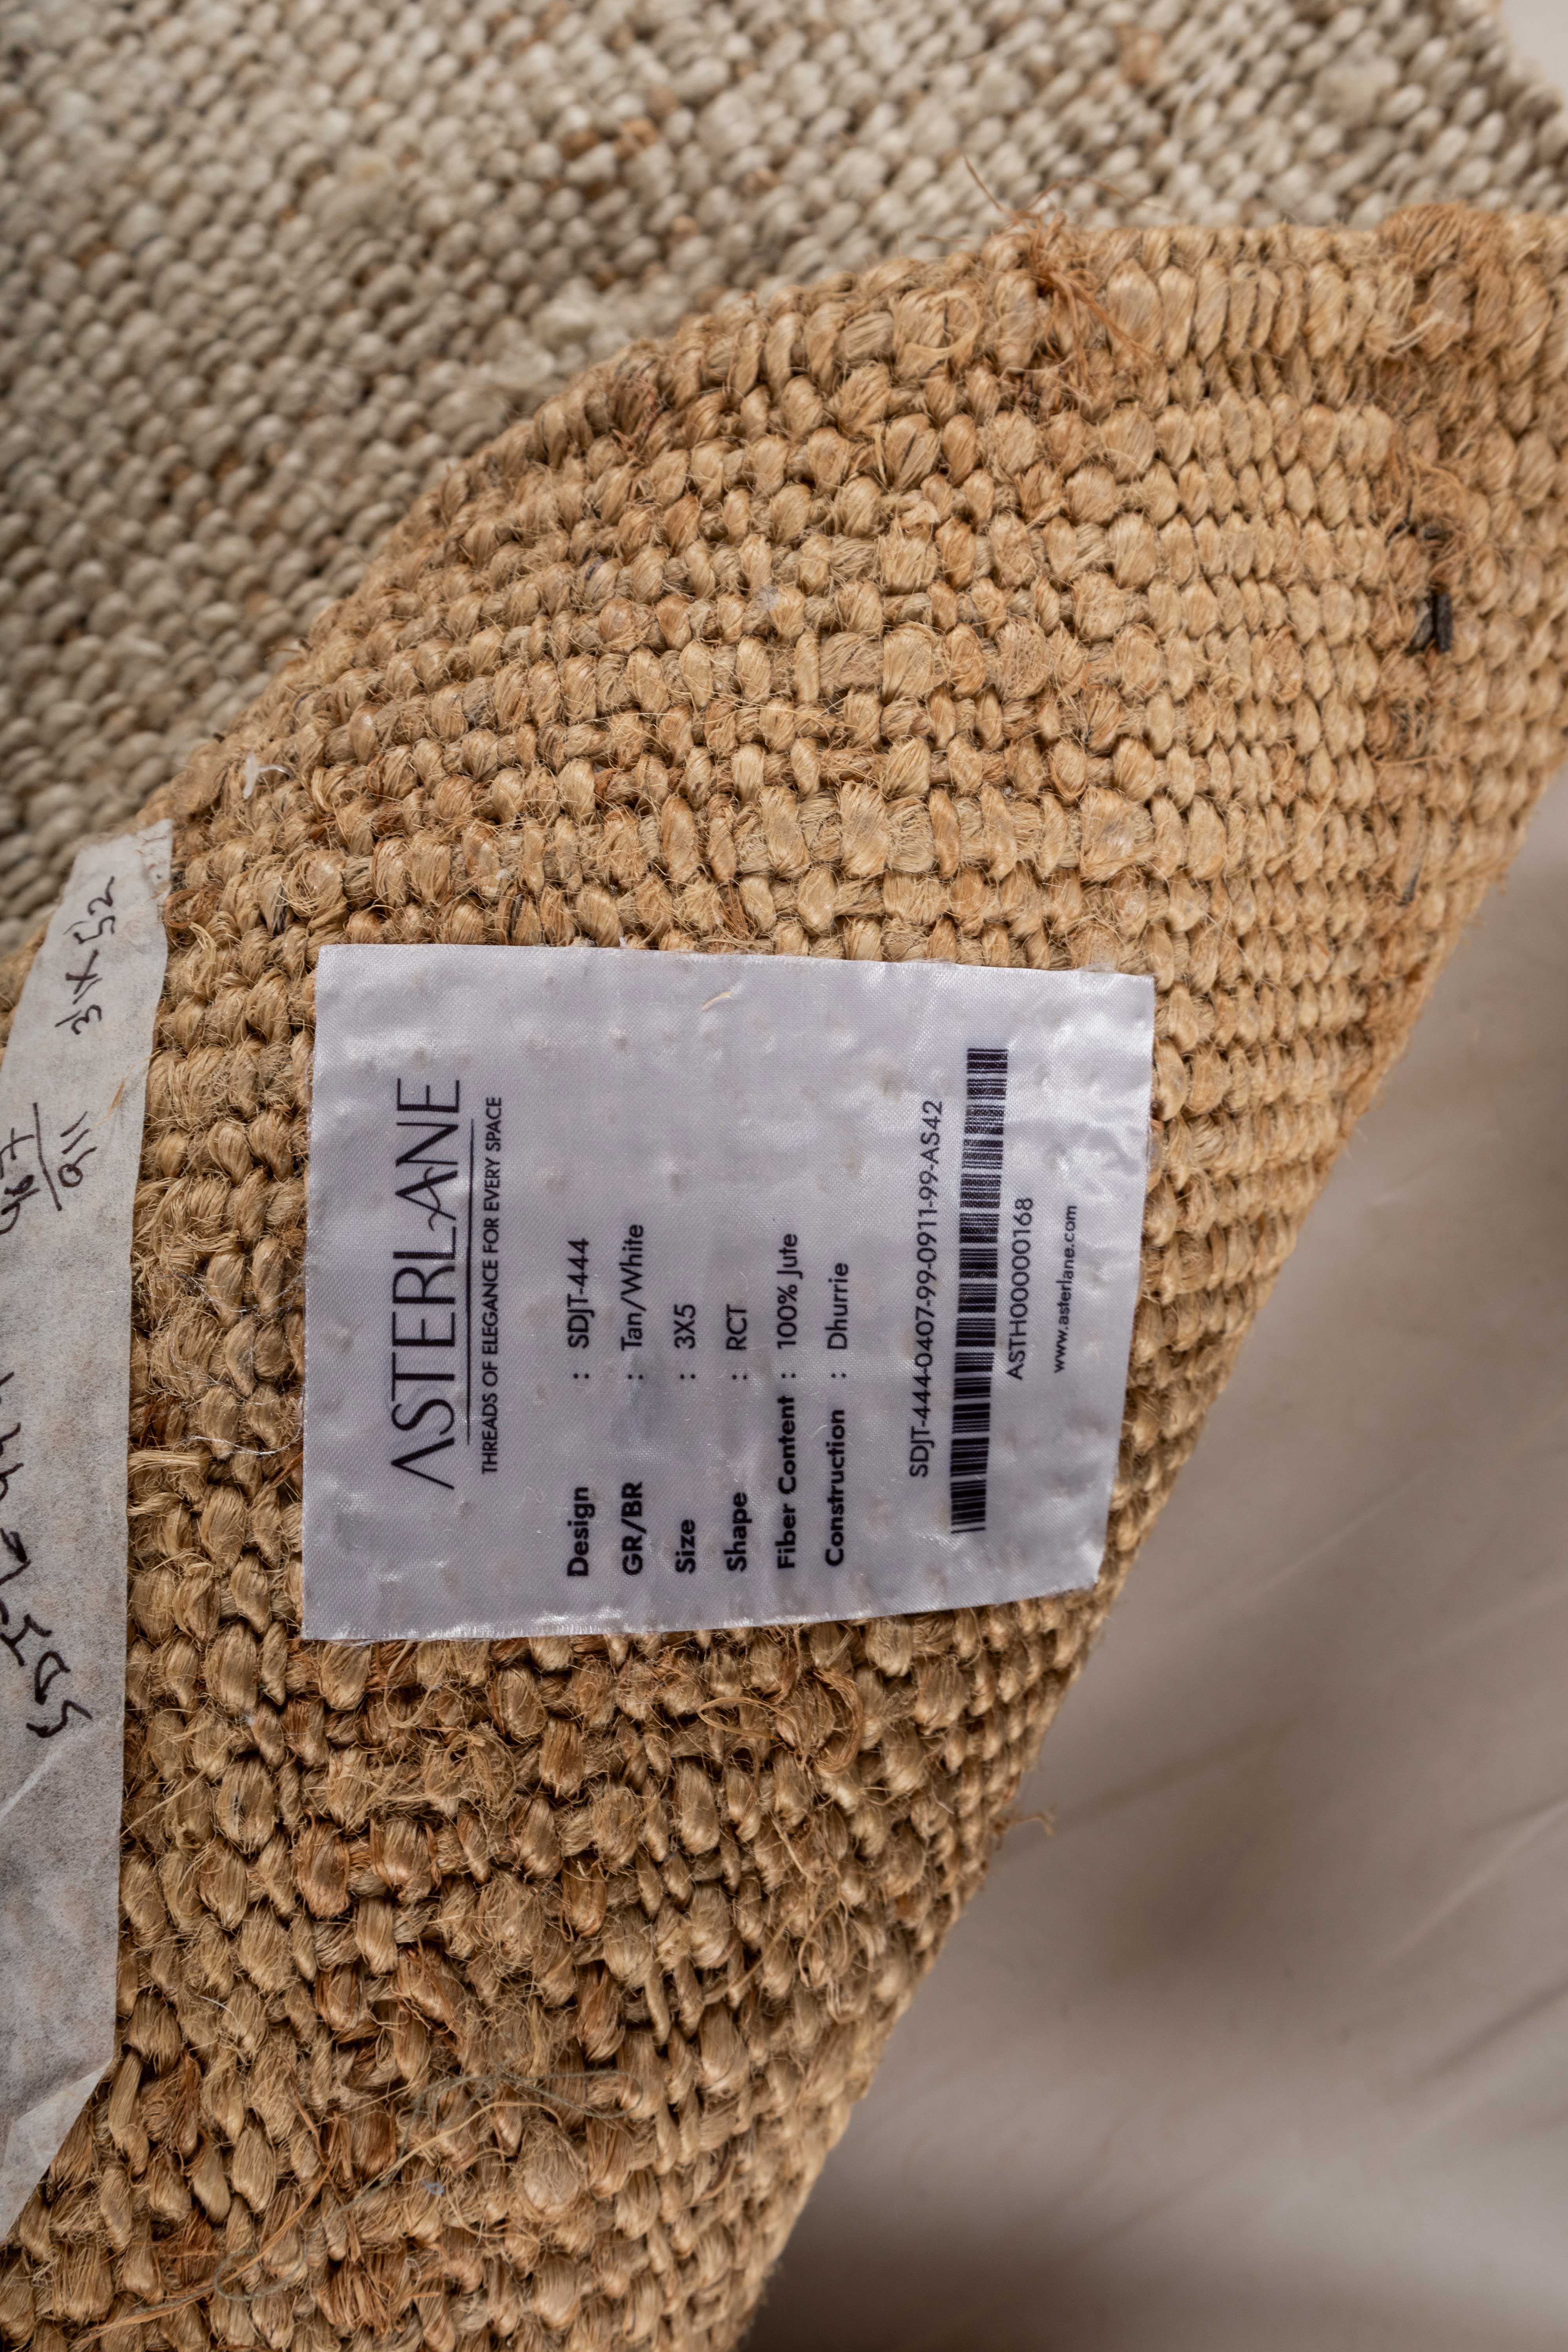 ASTERLANE
THREADS OF ELEGANCE FOR EVERY SPACE
Design : SDJT-444
GR/BR : Tan/White
Size : 3X5
Shape : RCT
Fiber Content : 100% Jute
Construction : Dhurrie
SDJT-444-0407-99-0911-99-AS42
ASTH00000168
www.asterlane.com
911